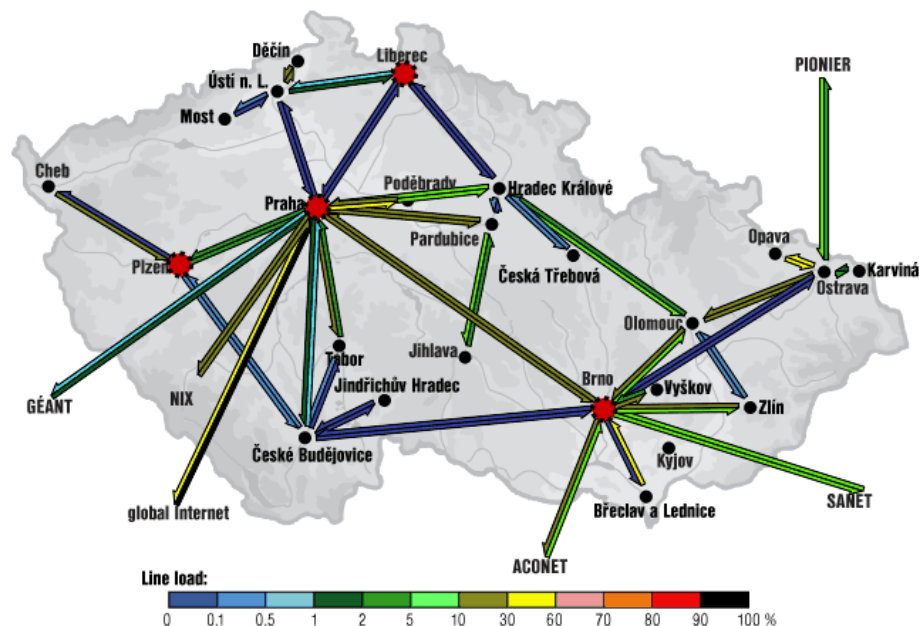 Děčín
Liberec
Ústí n. L.
PIONIER
Most
Cheb
Poděbrady
Hradec Králové
Praha
Pardubice
Opava
Plzeň
Česká Třebová
Karviná
Ostrava
Olomouc
Tábor
Jihlava
Jindřichův Hradec
Brno
Vyškov
GÉANT
NIX
Zlín
České Budějovice
Kyjov
SANET
global Internet
Břeclav a Lednice
ACONET
Line load:
0 0.1 0.5 1 2 5 10 30 60 70 80 90 100 %